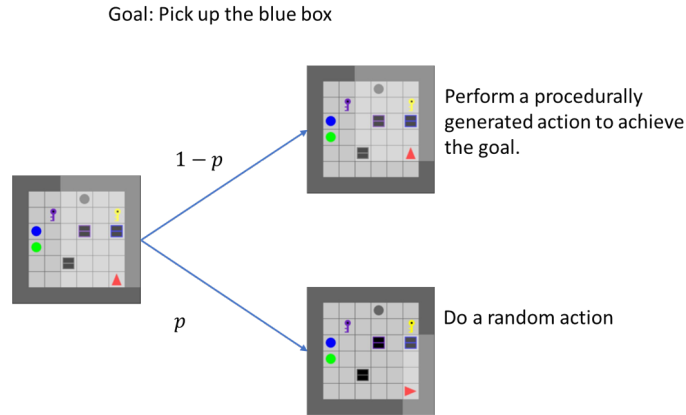 Goal: Pick up the blue box
Perform a procedurally
generated action to achieve
the goal.
1 − p
p
Do a random action